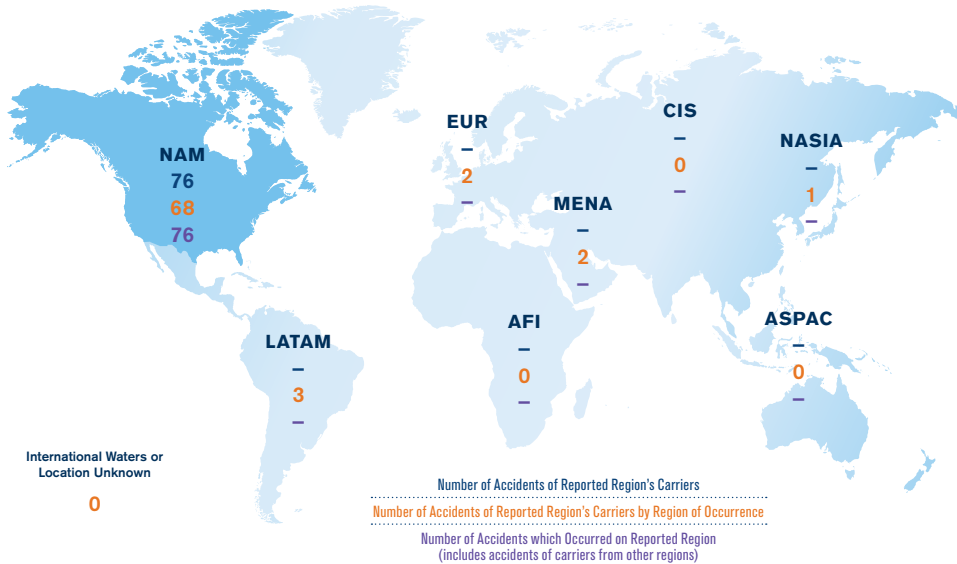 NAM
76
68
76
EUR
–
2
–
CIS
–
0
–
NASIA
–
1
–
MENA
–
2
–
AFI
–
0
–
ASPAC
–
0
–
LATAM
–
3
–
International Waters or
Location Unknown
0
Number of Accidents of Reported Region's Carriers
Number of Accidents of Reported Region's Carriers by Region of Occurrence
Number of Accidents which Occurred on Reported Region
(includes accidents of carriers from other regions)